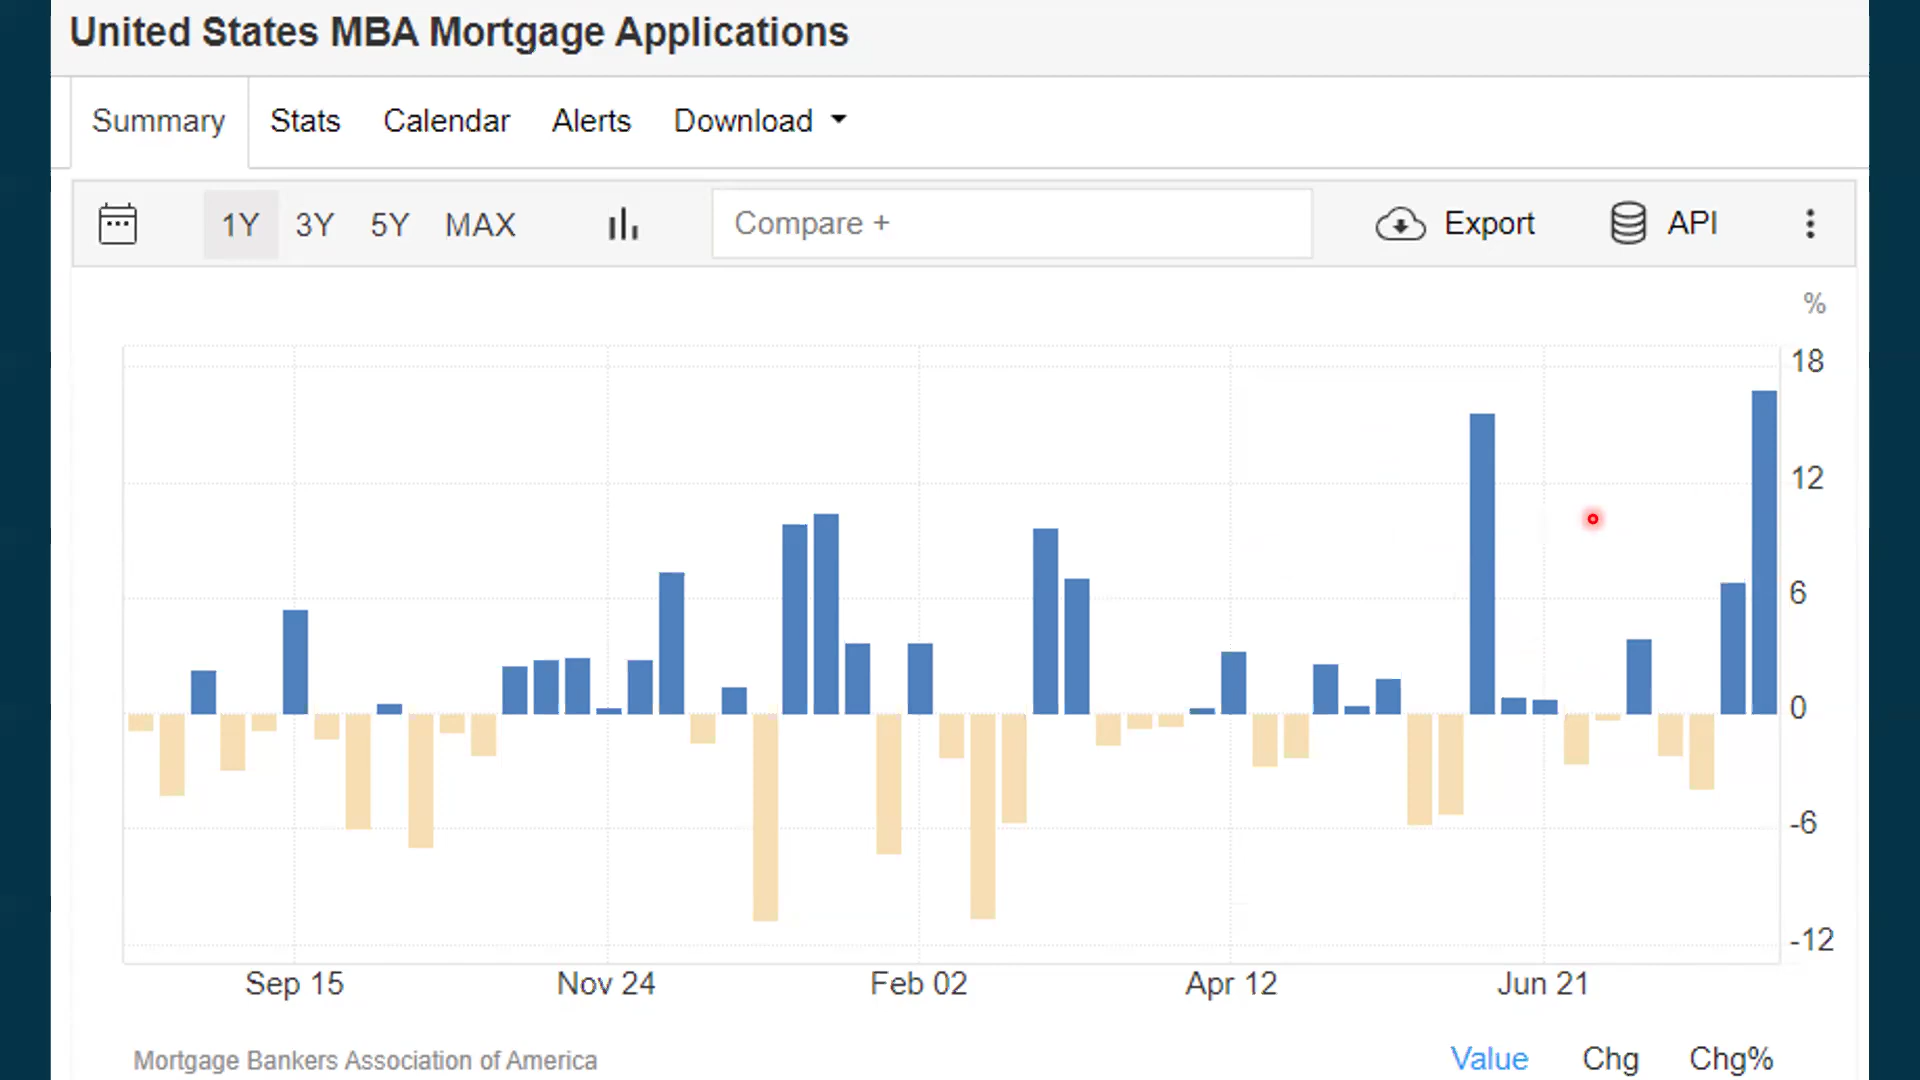 United States MBA Mortgage Applications
Summary Stats Calendar Alerts Download
1Y 3Y 5Y MAX Compare + Export API
%
18
12
6
0
-6
-12
Sep 15 Nov 24 Feb 02 Apr 12 Jun 21
Mortgage Bankers Association of America Value Chg Chg%